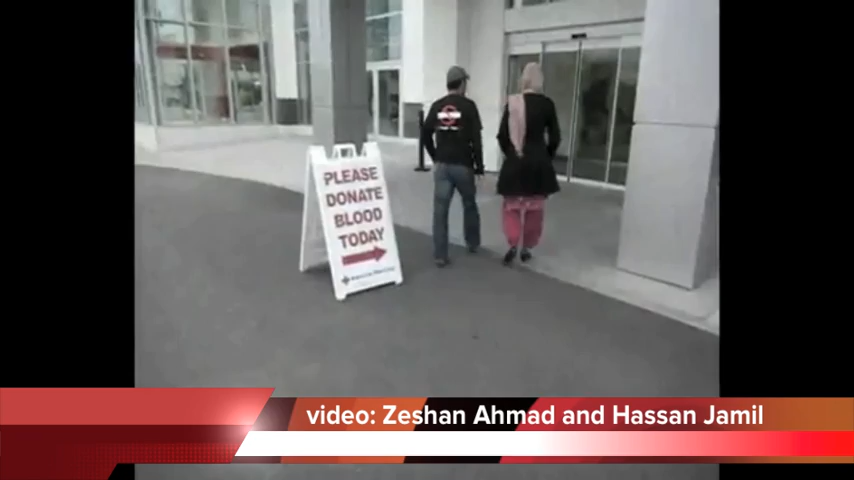 PLEASE
DONATE
BLOOD
TODAY
video: Zeshan Ahmad and Hassan Jamil